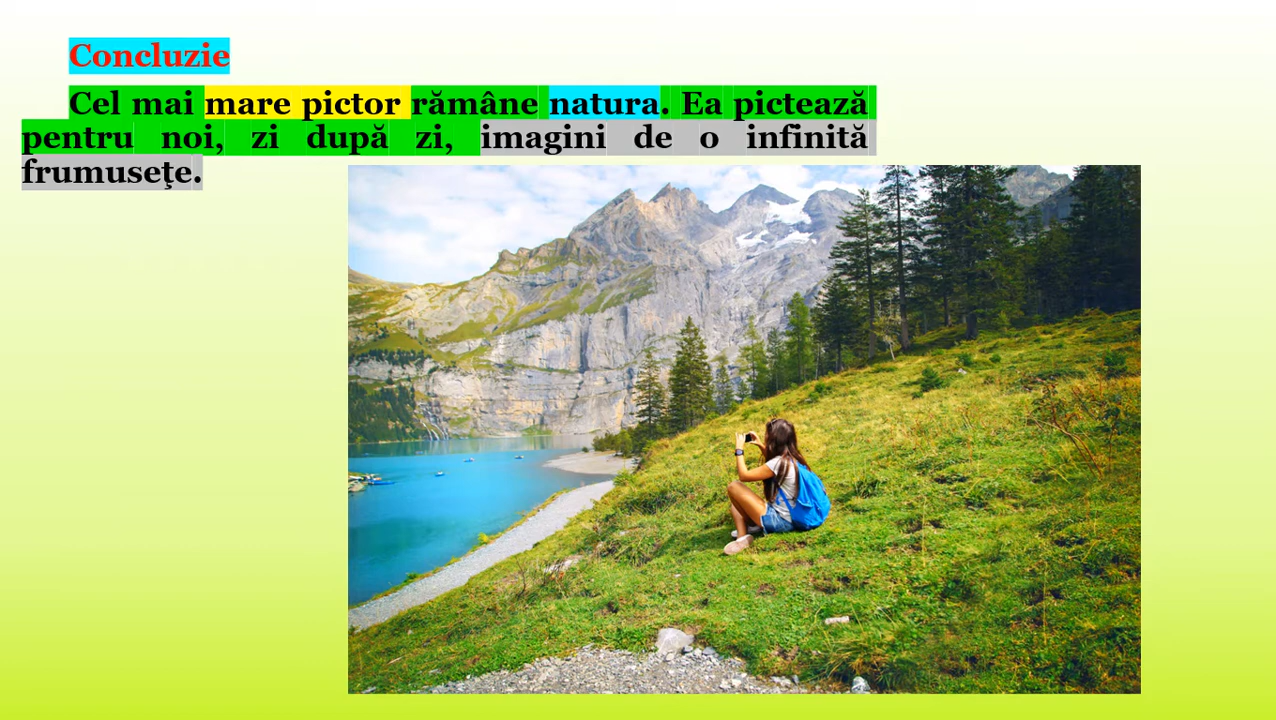 Concluzie
Cel mai mare pictor rămâne natura. Ea pictează
pentru noi, zi după zi, imagini de o infinită
frumuseţe.